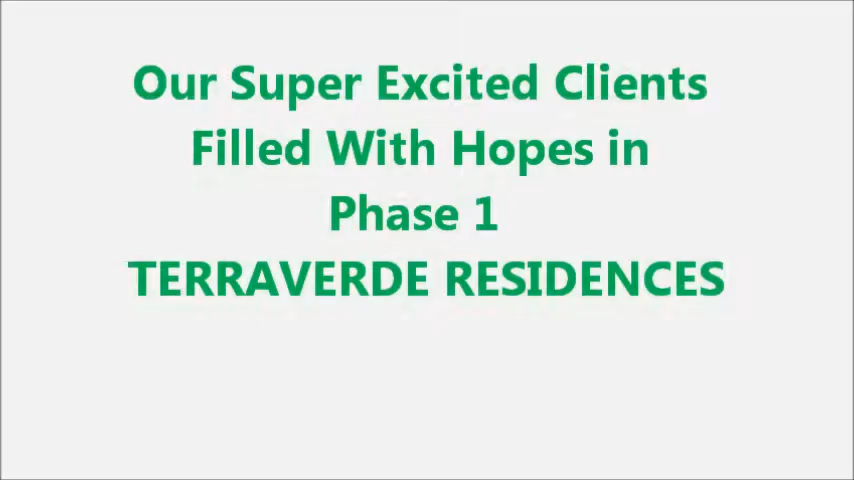 Our Super Excited Clients
Filled With Hopes in
Phase 1
TERRAVERDE RESIDENCES